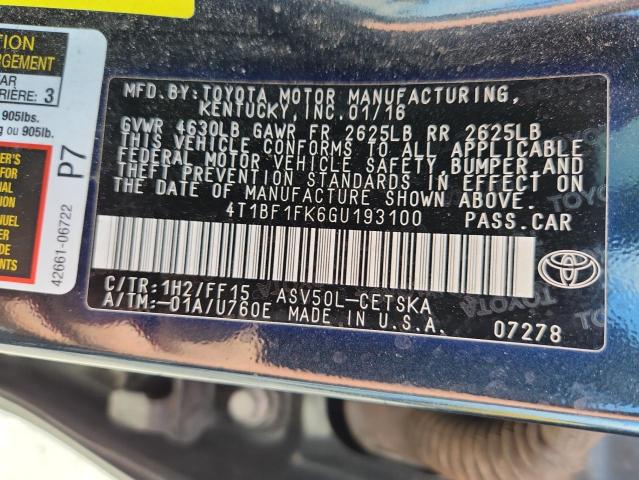 AR
ARGEMENT
AR
RIÈRE: 3
905lbs.
g ou 905lb.
P7
42661-06722
MFD.BY:TOYOTA MOTOR MANUFACTURING,
KENTUCKY,INC.01/16
GVWR 4630LB GAWR FR 2625LB RR 2625LB
THIS VEHICLE CONFORMS TO ALL APPLICABLE
FEDERAL MOTOR VEHICLE SAFETY,BUMPER,AND
THEFT PREVENTION STANDARDS IN EFFECT ON
THE DATE OF MANUFACTURE SHOWN ABOVE.
4T1BF1FK6GU193100 PASS.CAR
C/TR:1H2/FF15 ASV50L-CETSKA
A/TM:-01A/U760E MADE IN U.S.A.
07278
TOYOTA